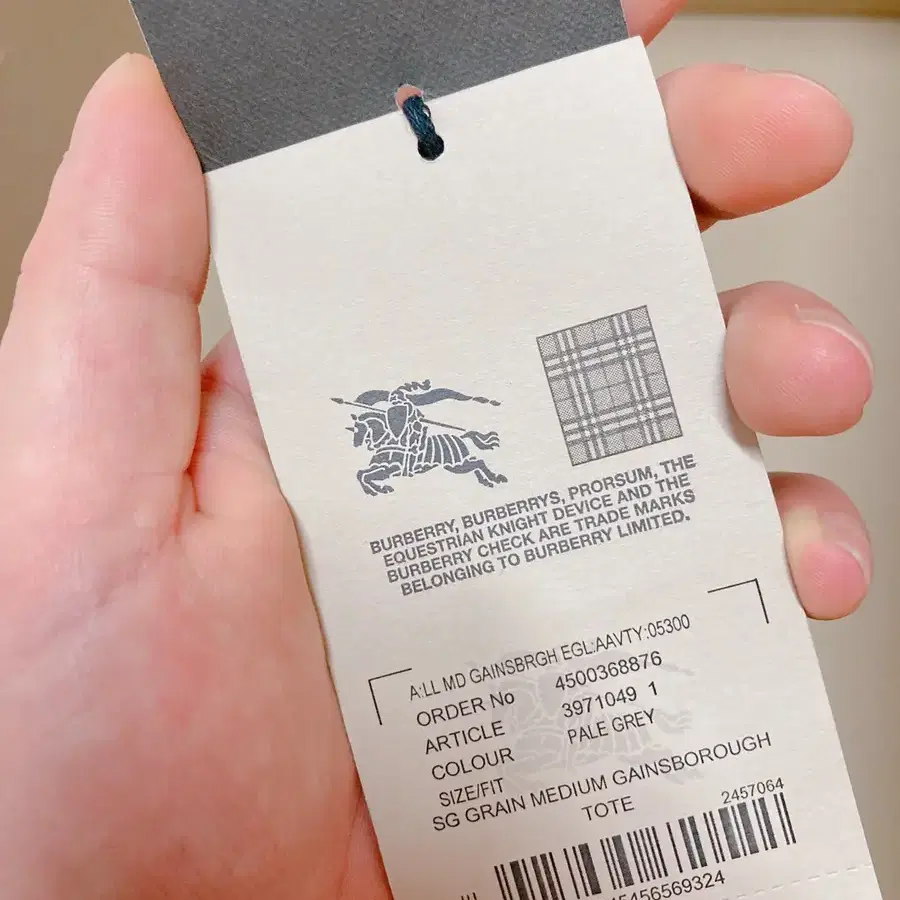 BURBERRY, BURBERRYS, PRORSUM, THE
EQUESTRIAN KNIGHT DEVICE AND THE
BURBERRY CHECK ARE TRADE MARKS
BELONGING TO BURBERRY LIMITED.
A:LL MD GAINSBRGH EGL:AAVTY:05300
ORDER No 4500368876
ARTICLE 3971049 1
COLOUR PALE GREY
SIZE/FIT
SG GRAIN MEDIUM GAINSBOROUGH
TOTE
2457064